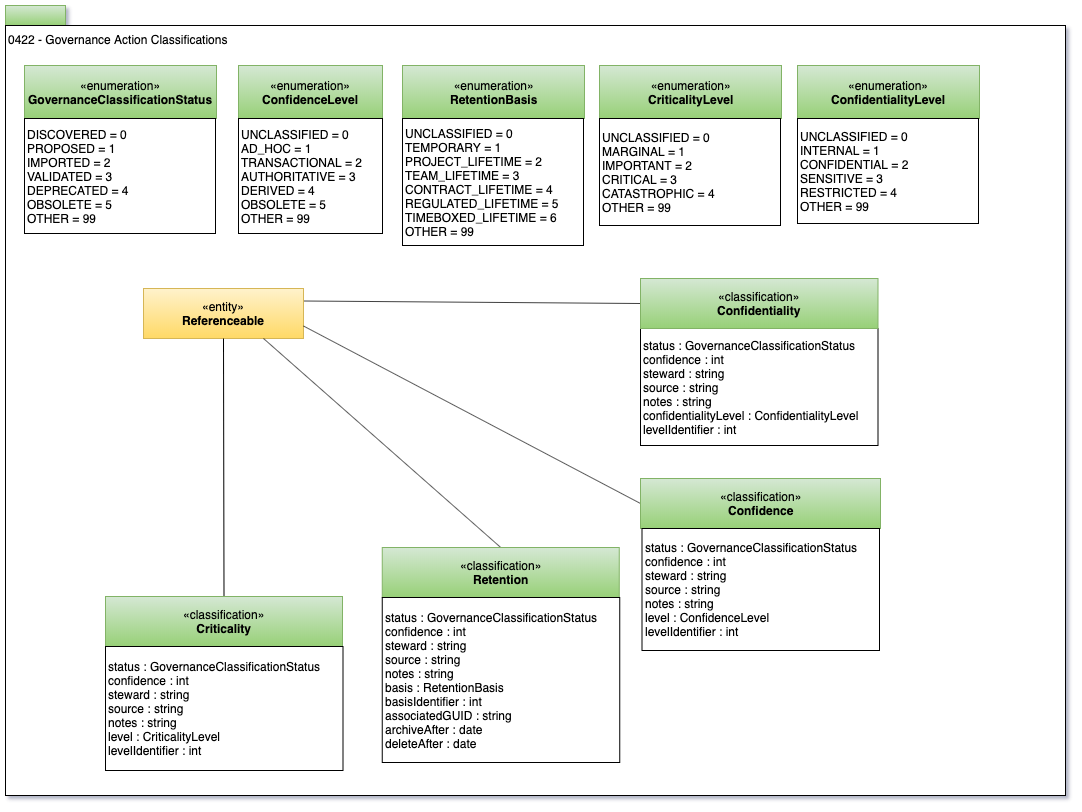 0422 - Governance Action Classifications
«enumeration»
GovernanceClassificationStatus
DISCOVERED = 0
PROPOSED = 1
IMPORTED = 2
VALIDATED = 3
DEPRECATED = 4
OBSOLETE = 5
OTHER = 99
«enumeration»
ConfidenceLevel
UNCLASSIFIED = 0
AD_HOC = 1
TRANSACTIONAL = 2
AUTHORITATIVE = 3
DERIVED = 4
OBSOLETE = 5
OTHER = 99
«enumeration»
RetentionBasis
UNCLASSIFIED = 0
TEMPORARY = 1
PROJECT_LIFETIME = 2
TEAM_LIFETIME = 3
CONTRACT_LIFETIME = 4
REGULATED_LIFETIME = 5
TIMEBOXED_LIFETIME = 6
OTHER = 99
«enumeration»
CriticalityLevel
UNCLASSIFIED = 0
MARGINAL = 1
IMPORTANT = 2
CRITICAL = 3
CATASTROPHIC = 4
OTHER = 99
«enumeration»
ConfidentialityLevel
UNCLASSIFIED = 0
INTERNAL = 1
CONFIDENTIAL = 2
SENSITIVE = 3
RESTRICTED = 4
OTHER = 99
«entity»
Referenceable
«classification»
Confidentiality
status : GovernanceClassificationStatus
confidence : int
steward : string
source : string
notes : string
confidentialityLevel : ConfidentialityLevel
levelIdentifier : int
«classification»
Confidence
status : GovernanceClassificationStatus
confidence : int
steward : string
source : string
notes : string
level : ConfidenceLevel
levelIdentifier : int
«classification»
Retention
status : GovernanceClassificationStatus
confidence : int
steward : string
source : string
notes : string
basis : RetentionBasis
basisIdentifier : int
associatedGUID : string
archiveAfter : date
deleteAfter : date
«classification»
Criticality
status : GovernanceClassificationStatus
confidence : int
steward : string
source : string
notes : string
level : CriticalityLevel
levelIdentifier : int